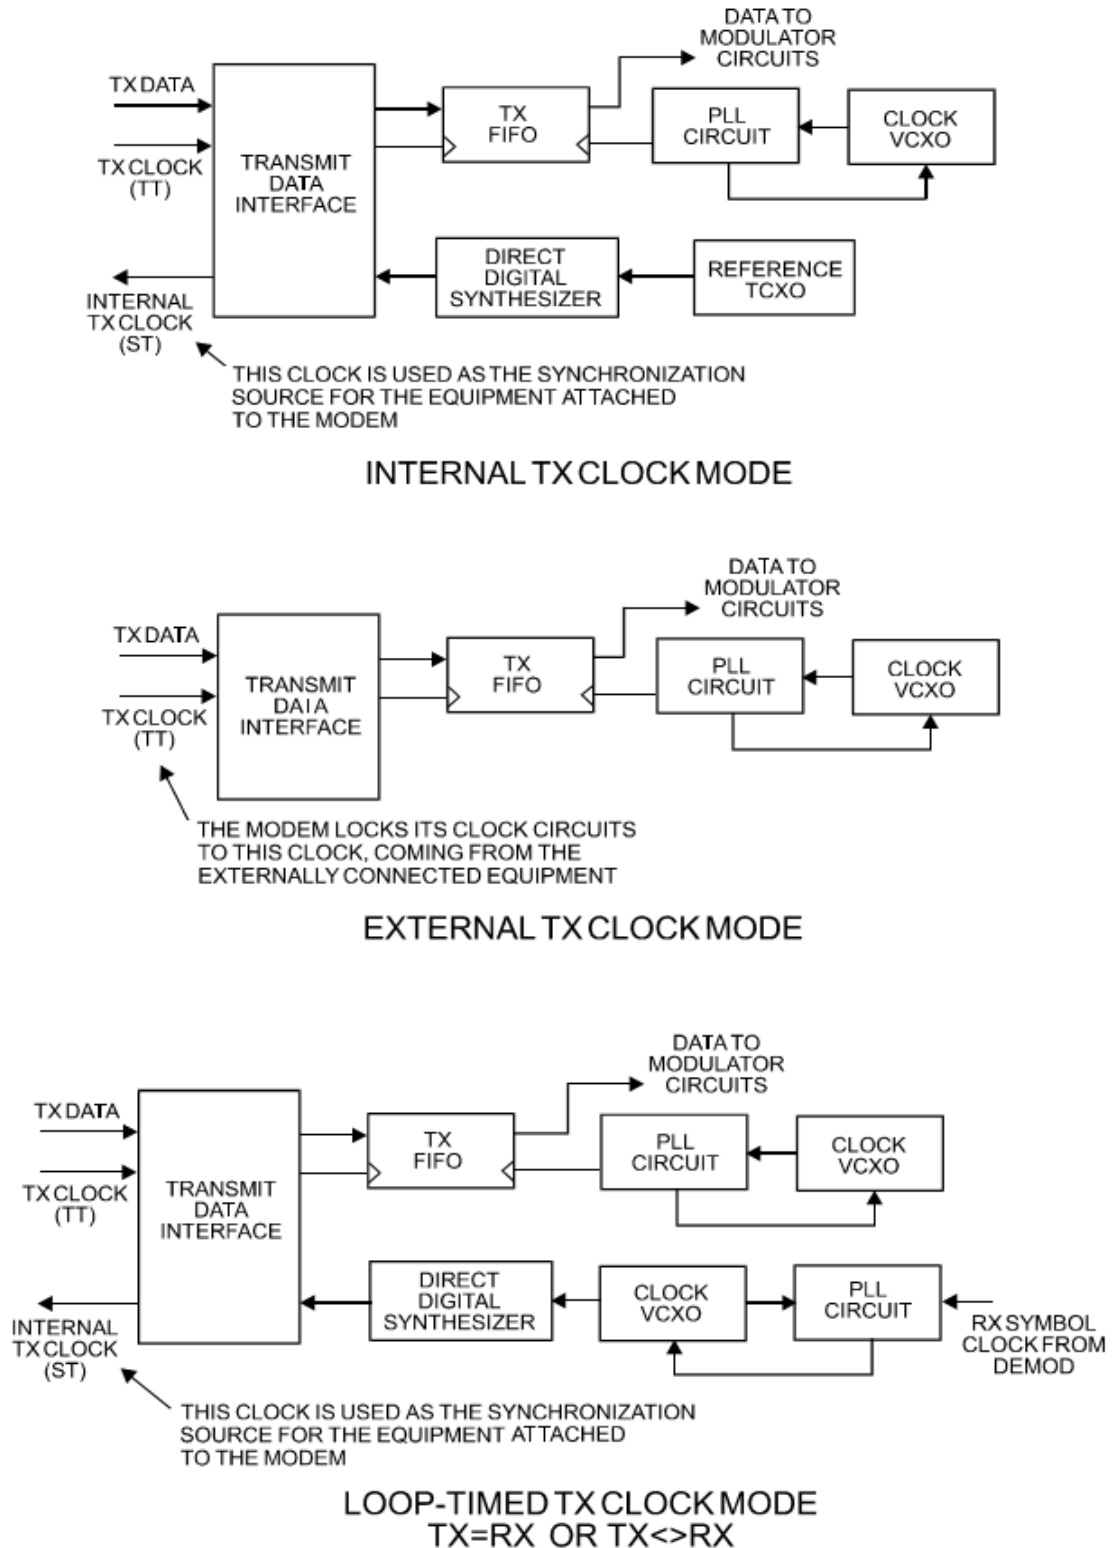 DATA TO
MODULATOR
CIRCUITS
TX DATA
TX CLOCK
(TT)
TRANSMIT
DATA
INTERFACE
TX
FIFO
PLL
CIRCUIT
CLOCK
VCXO
DIRECT
DIGITAL
SYNTHESIZER
REFERENCE
TCXO
INTERNAL
TX CLOCK
(ST)
THIS CLOCK IS USED AS THE SYNCHRONIZATION
SOURCE FOR THE EQUIPMENT ATTACHED
TO THE MODEM
INTERNAL TX CLOCK MODE
DATA TO
MODULATOR
CIRCUITS
TX DATA
TX CLOCK
(TT)
TRANSMIT
DAIA
INTERFACE
TX
FIFO
PLL
CIRCUIT
CLOCK
VCXO
THE MODEM LOCKS ITS CLOCK CIRCUITS
TO THIS CLOCK, COMING FROM THE
EXTERNALLY CONNECTED EQUIPMENT
EXTERNAL TX CLOCK MODE
DATA TO
MODULATOR
CIRCUITS
TX DATA
TX CLOCK
(TT)
TRANSMIT
DATA
INTERFACE
TX
FIFO
PLL
CIRCUIT
CLOCK
VCXO
DIRECT
DIGITAL
SYNTHESIZER
CLOCK
VCXO
PLL
CIRCUIT
RX SYMBOL
CLOCK FROM
DEMOD
INTERNAL
TX CLOCK
(ST)
THIS CLOCK IS USED AS THE SYNCHRONIZATION
SOURCE FOR THE EQUIPMENT ATTACHED
TO THE MODEM
LOOP-TIMED TX CLOCK MODE
TX=RX OR TX<>RX